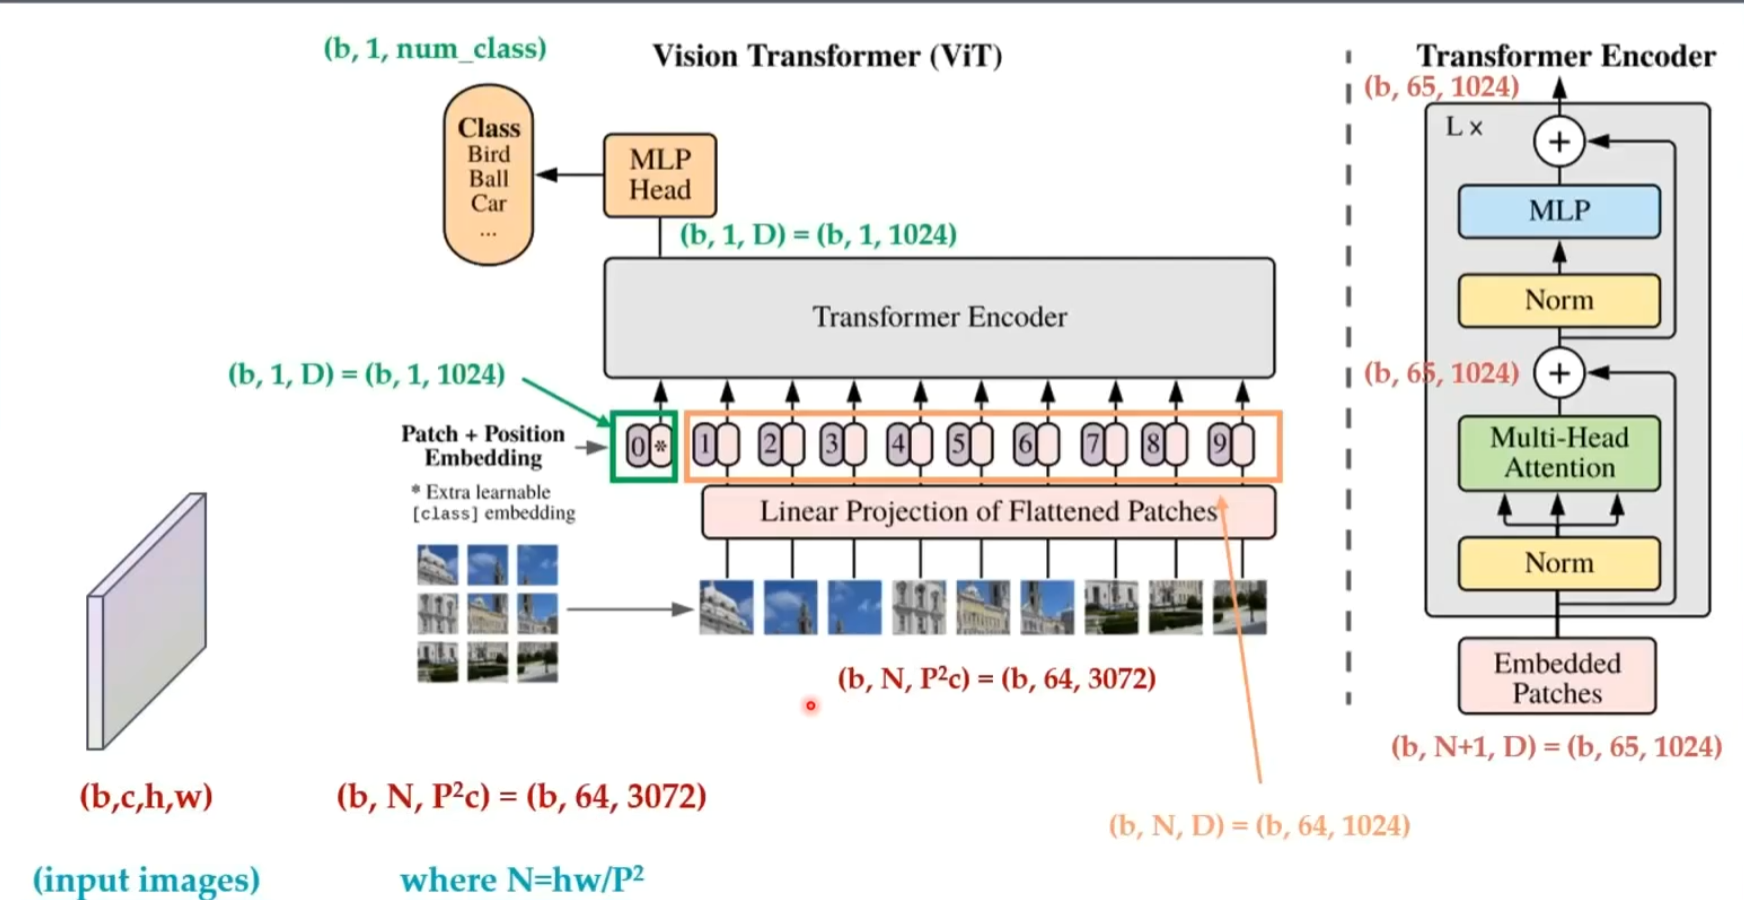 (b, 1, num_class)
Vision Transformer (ViT)
Class
Bird
Ball
Car
...
MLP
Head
(b, 1, D) = (b, 1, 1024)
Transformer Encoder
(b, 1, D) = (b, 1, 1024)
Patch + Position
Embedding
* Extra learnable
[class] embedding
0 * 1 2 3 4 5 6 7 8 9
Linear Projection of Flattened Patches
(b, N, P²c) = (b, 64, 3072)
(b,c,h,w)
(b, N, P²c) = (b, 64, 3072)
(b, N, D) = (b, 64, 1024)
(input images)
where N=hw/P²
Transformer Encoder
(b, 65, 1024)
L x
+
MLP
Norm
(b, 65, 1024)
+
Multi-Head
Attention
Norm
Embedded
Patches
(b, N+1, D) = (b, 65, 1024)